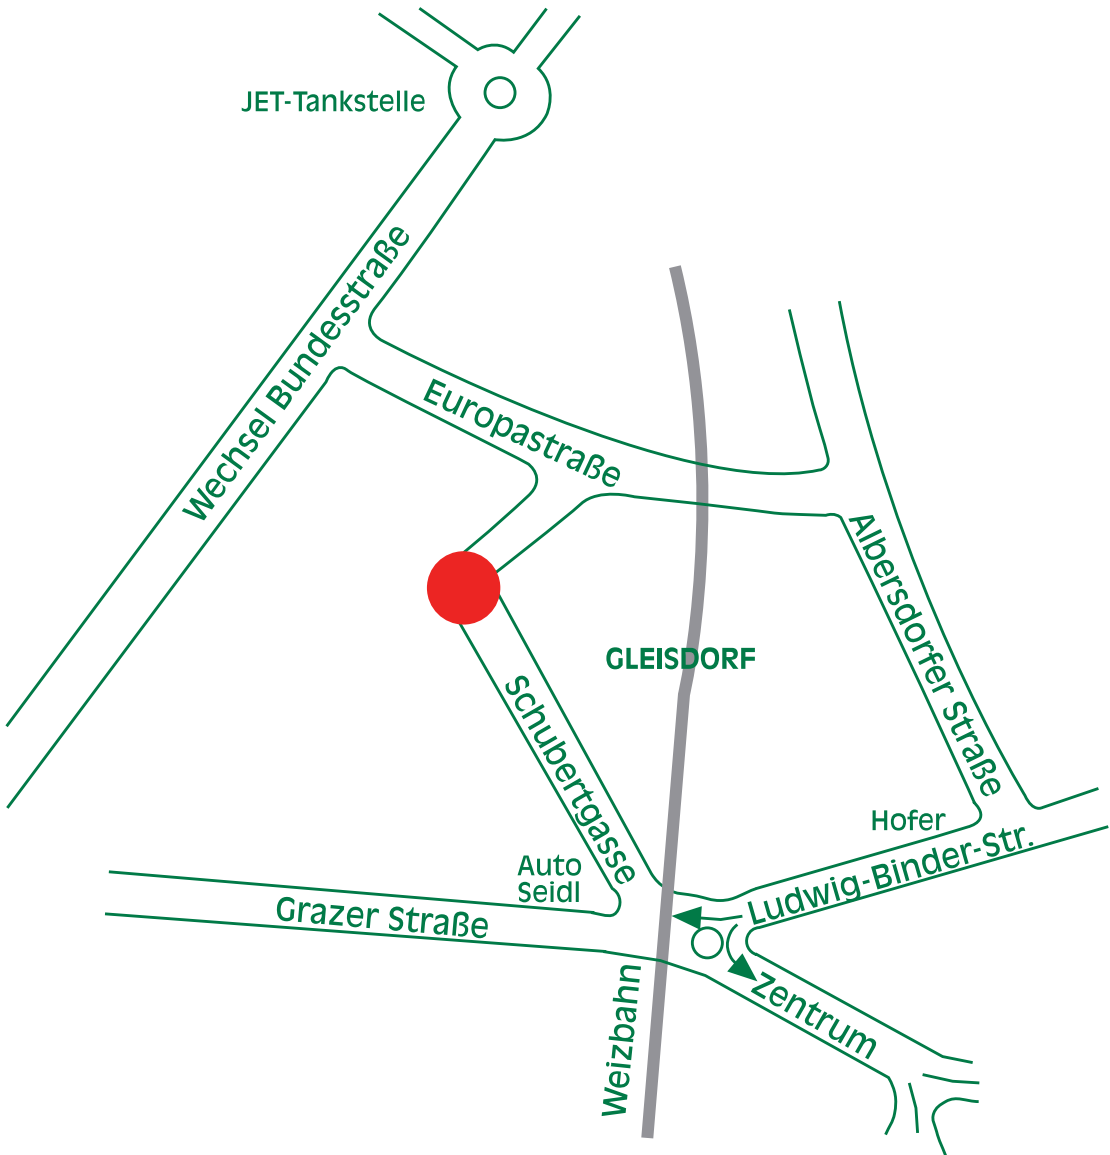 JET-Tankstelle
Wechsel Bundesstraße
Europastraße
Albersdorfer Straße
GLEISDORF
Schubertgasse
Hofer
Ludwig-Binder-Str.
Auto
Seidl
Grazer Straße
Weizbahn
Zentrum